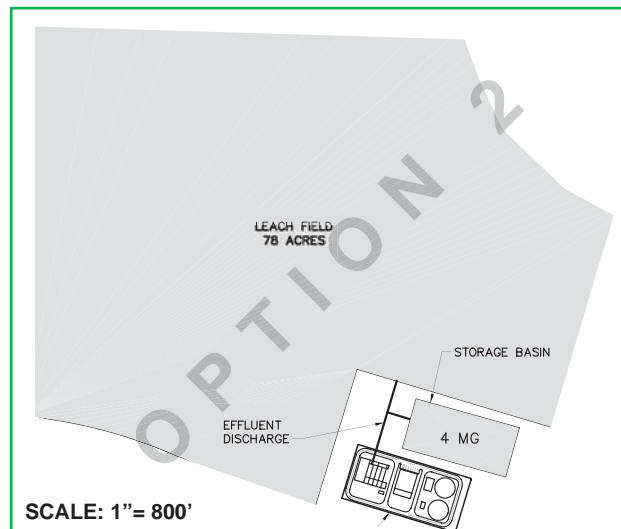 OPTION 2
LEACH FIELD
78 ACRES
STORAGE BASIN
EFFLUENT
DISCHARGE
4 MG
SCALE: 1”= 800’